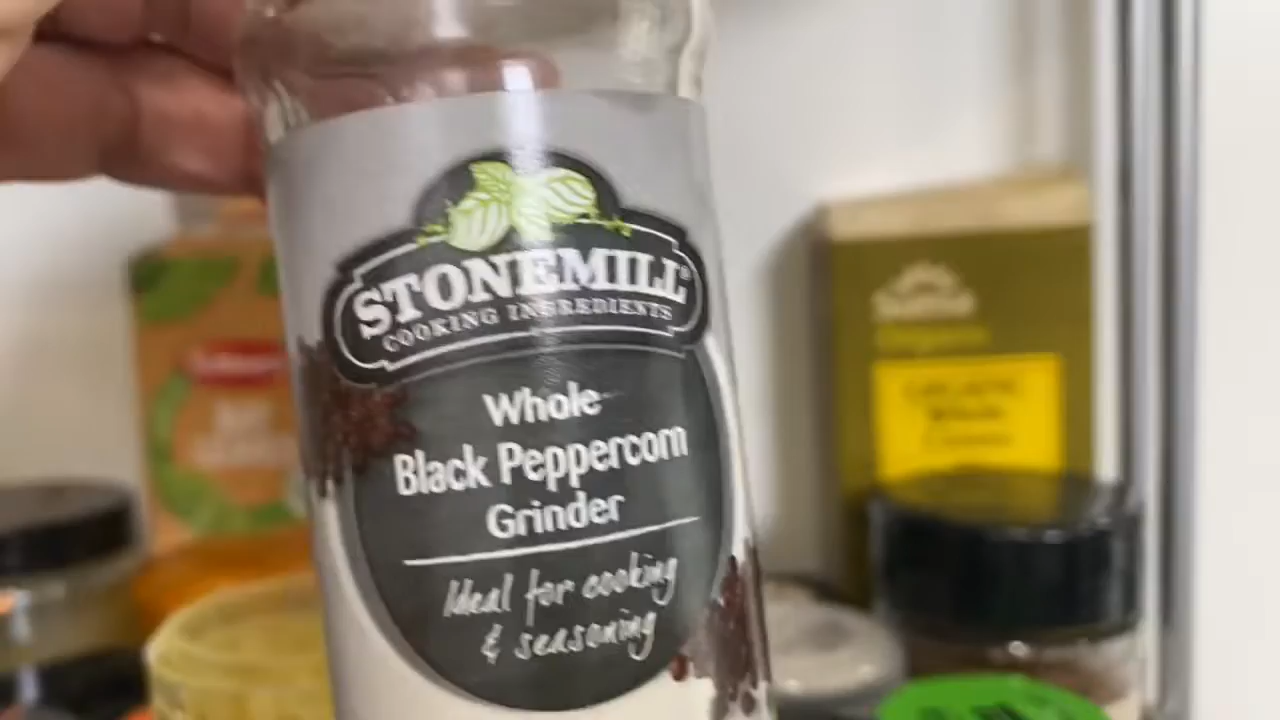 STONEMILL®
COOKING INGREDIENTS
Whole
Black Peppercorn
Grinder
Ideal for cooking
& seasoning